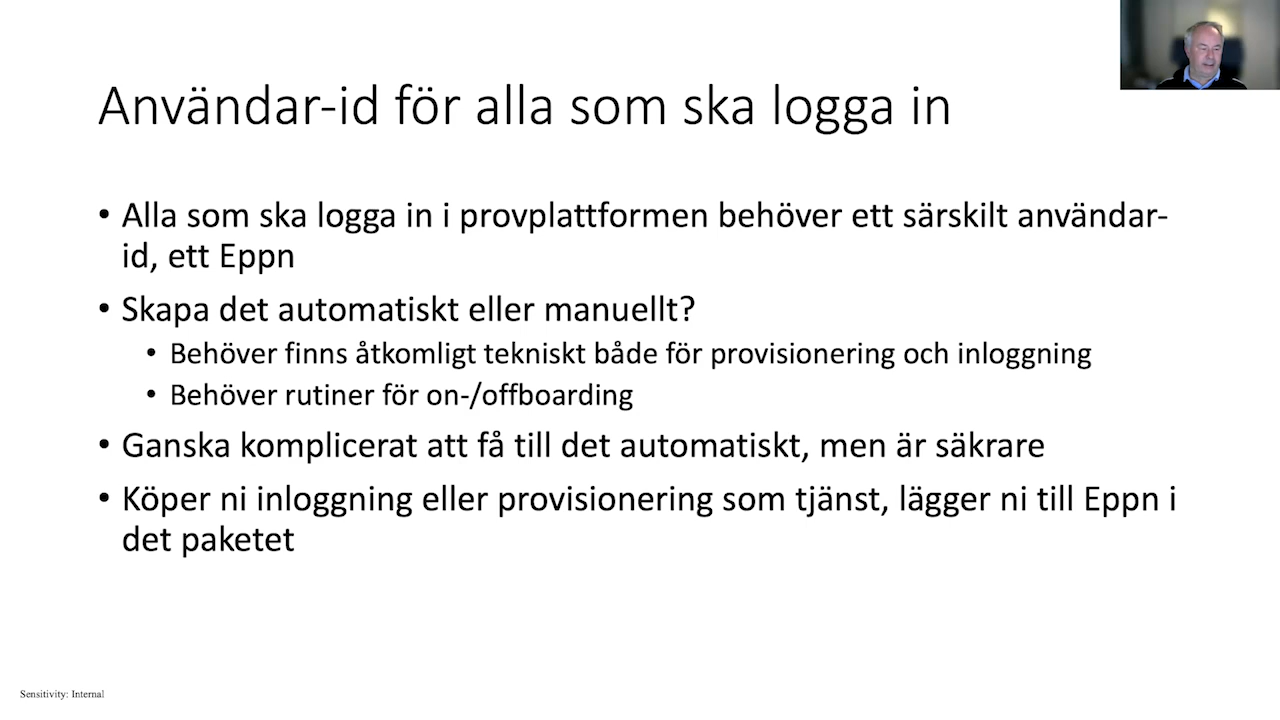 Användar-id för alla som ska logga in
• Alla som ska logga in i provplattformen behöver ett särskilt användar-
id, ett Eppn
• Skapa det automatiskt eller manuellt?
• Behöver finns åtkomligt tekniskt både för provisionering och inloggning
• Behöver rutiner för on-/offboarding
• Ganska komplicerat att få till det automatiskt, men är säkrare
• Köper ni inloggning eller provisionering som tjänst, lägger ni till Eppn i
det paketet
Sensitivity: Internal